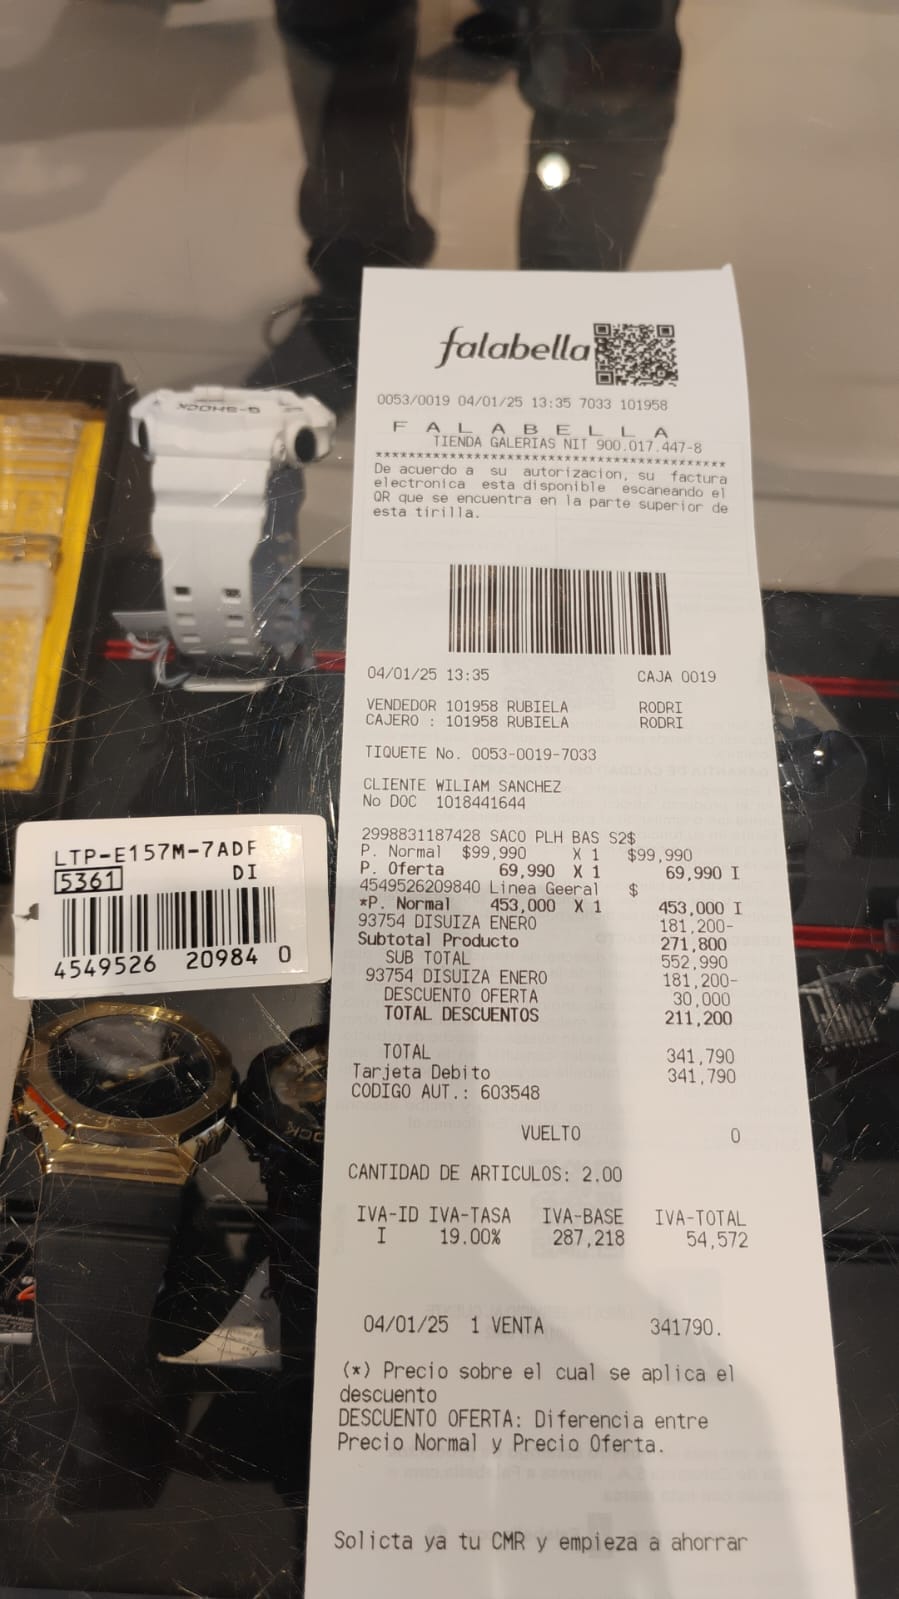 falabella
0053/0019 04/01/25 13:35 7033 101958
F A L A B E L L A
TIENDA GALERIAS NIT 900.017.447-8
******************************************
De acuerdo a su autorizacion, su factura
electronica esta disponible escaneando el
QR que se encuentra en la parte superior de
esta tirilla.
04/01/25 13:35 CAJA 0019
VENDEDOR 101958 RUBIELA RODRI
CAJERO : 101958 RUBIELA RODRI
TIQUETE No. 0053-0019-7033
CLIENTE WILIAM SANCHEZ
No DOC 1018441644
2998831187428 SACO PLH BAS S2$
P. Normal $99,990 X 1 $99,990
P. Oferta 69,990 X 1 69,990 I
4549526209840 Linea Geeral $
*P. Normal 453,000 X 1 453,000 I
93754 DISUIZA ENERO 181,200-
Subtotal Producto 271,800
SUB TOTAL 552,990
93754 DISUIZA ENERO 181,200-
DESCUENTO OFERTA 30,000
TOTAL DESCUENTOS 211,200
TOTAL 341,790
Tarjeta Debito 341,790
CODIGO AUT.: 603548
VUELTO 0
CANTIDAD DE ARTICULOS: 2.00
IVA-ID IVA-TASA IVA-BASE IVA-TOTAL
I 19.00% 287,218 54,572
04/01/25 1 VENTA 341790.
(*) Precio sobre el cual se aplica el
descuento
DESCUENTO OFERTA: Diferencia entre
Precio Normal y Precio Oferta.
Solicta ya tu CMR y empieza a ahorrar
LTP-E157M-7ADF
5361 DI
4549526 20984 0
G-SHOCK